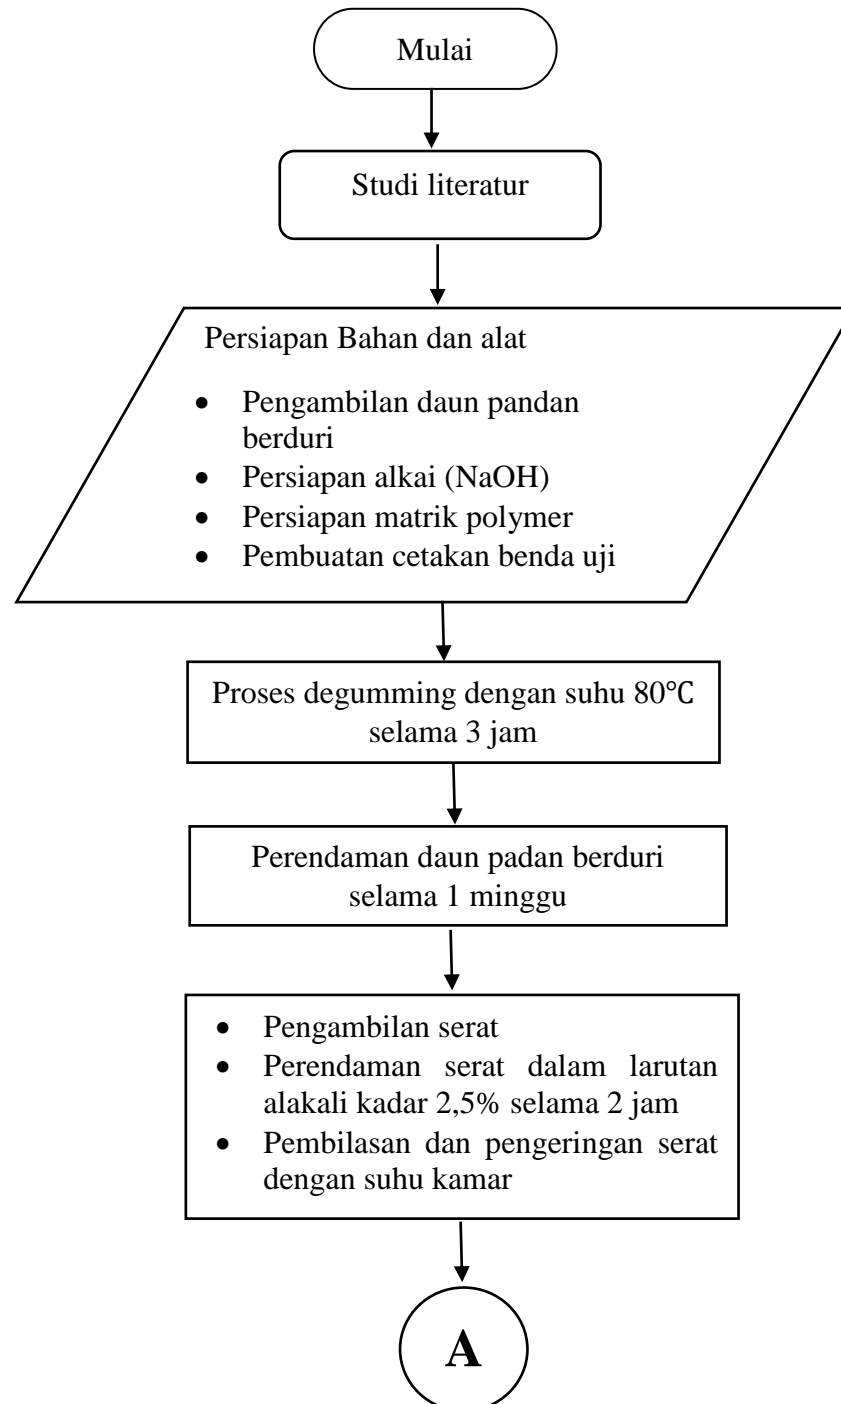 Mulai
Studi literatur
Persiapan Bahan dan alat
• Pengambilan daun pandan
berduri
• Persiapan alkai (NaOH)
• Persiapan matrik polymer
• Pembuatan cetakan benda uji
Proses degumming dengan suhu 80℃
selama 3 jam
Perendaman daun padan berduri
selama 1 minggu
• Pengambilan serat
• Perendaman serat dalam larutan
alakali kadar 2,5% selama 2 jam
• Pembilasan dan pengeringan serat
dengan suhu kamar
A